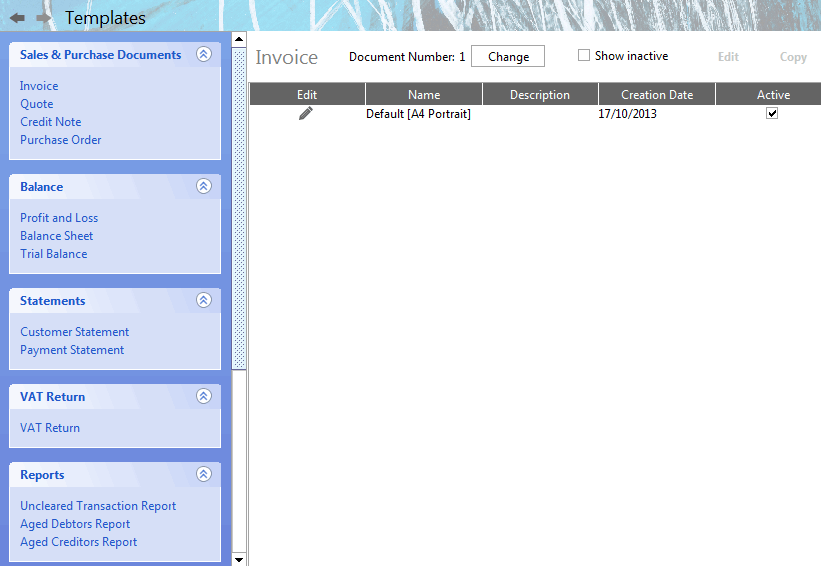 Templates
Sales & Purchase Documents
Invoice
Quote
Credit Note
Purchase Order
Balance
Profit and Loss
Balance Sheet
Trial Balance
Statements
Customer Statement
Payment Statement
VAT Return
VAT Return
Reports
Uncleared Transaction Report
Aged Debtors Report
Aged Creditors Report
Invoice Document Number: 1 Change Show inactive Edit Copy
Edit Name Description Creation Date Active
Default [A4 Portrait] 17/10/2013